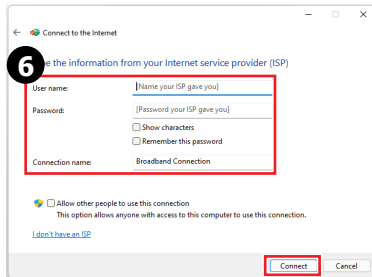 Connect to the Internet
6
e the information from your Internet service provider (ISP)
User name:
[Name your ISP gave you]
Password:
[Password your ISP gave you]
Show characters
Remember this password
Connection name:
Broadband Connection
Allow other people to use this connection
This option allows anyone with access to this computer to use this connection.
I don't have an ISP
Connect
Cancel